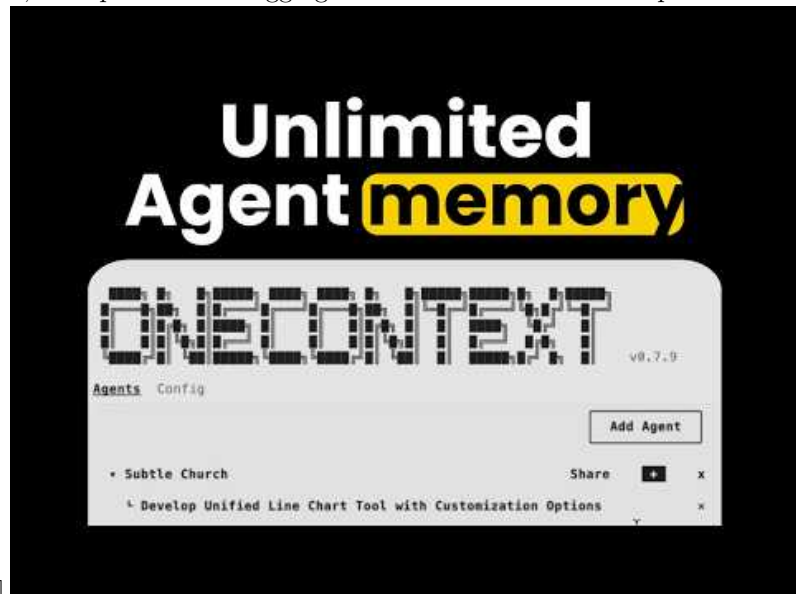 Unlimited
Agent memory
ONECONTEXT
v0.7.9
Agents Config
Add Agent
Subtle Church Share + x
Develop Unified Line Chart Tool with Customization Options ×